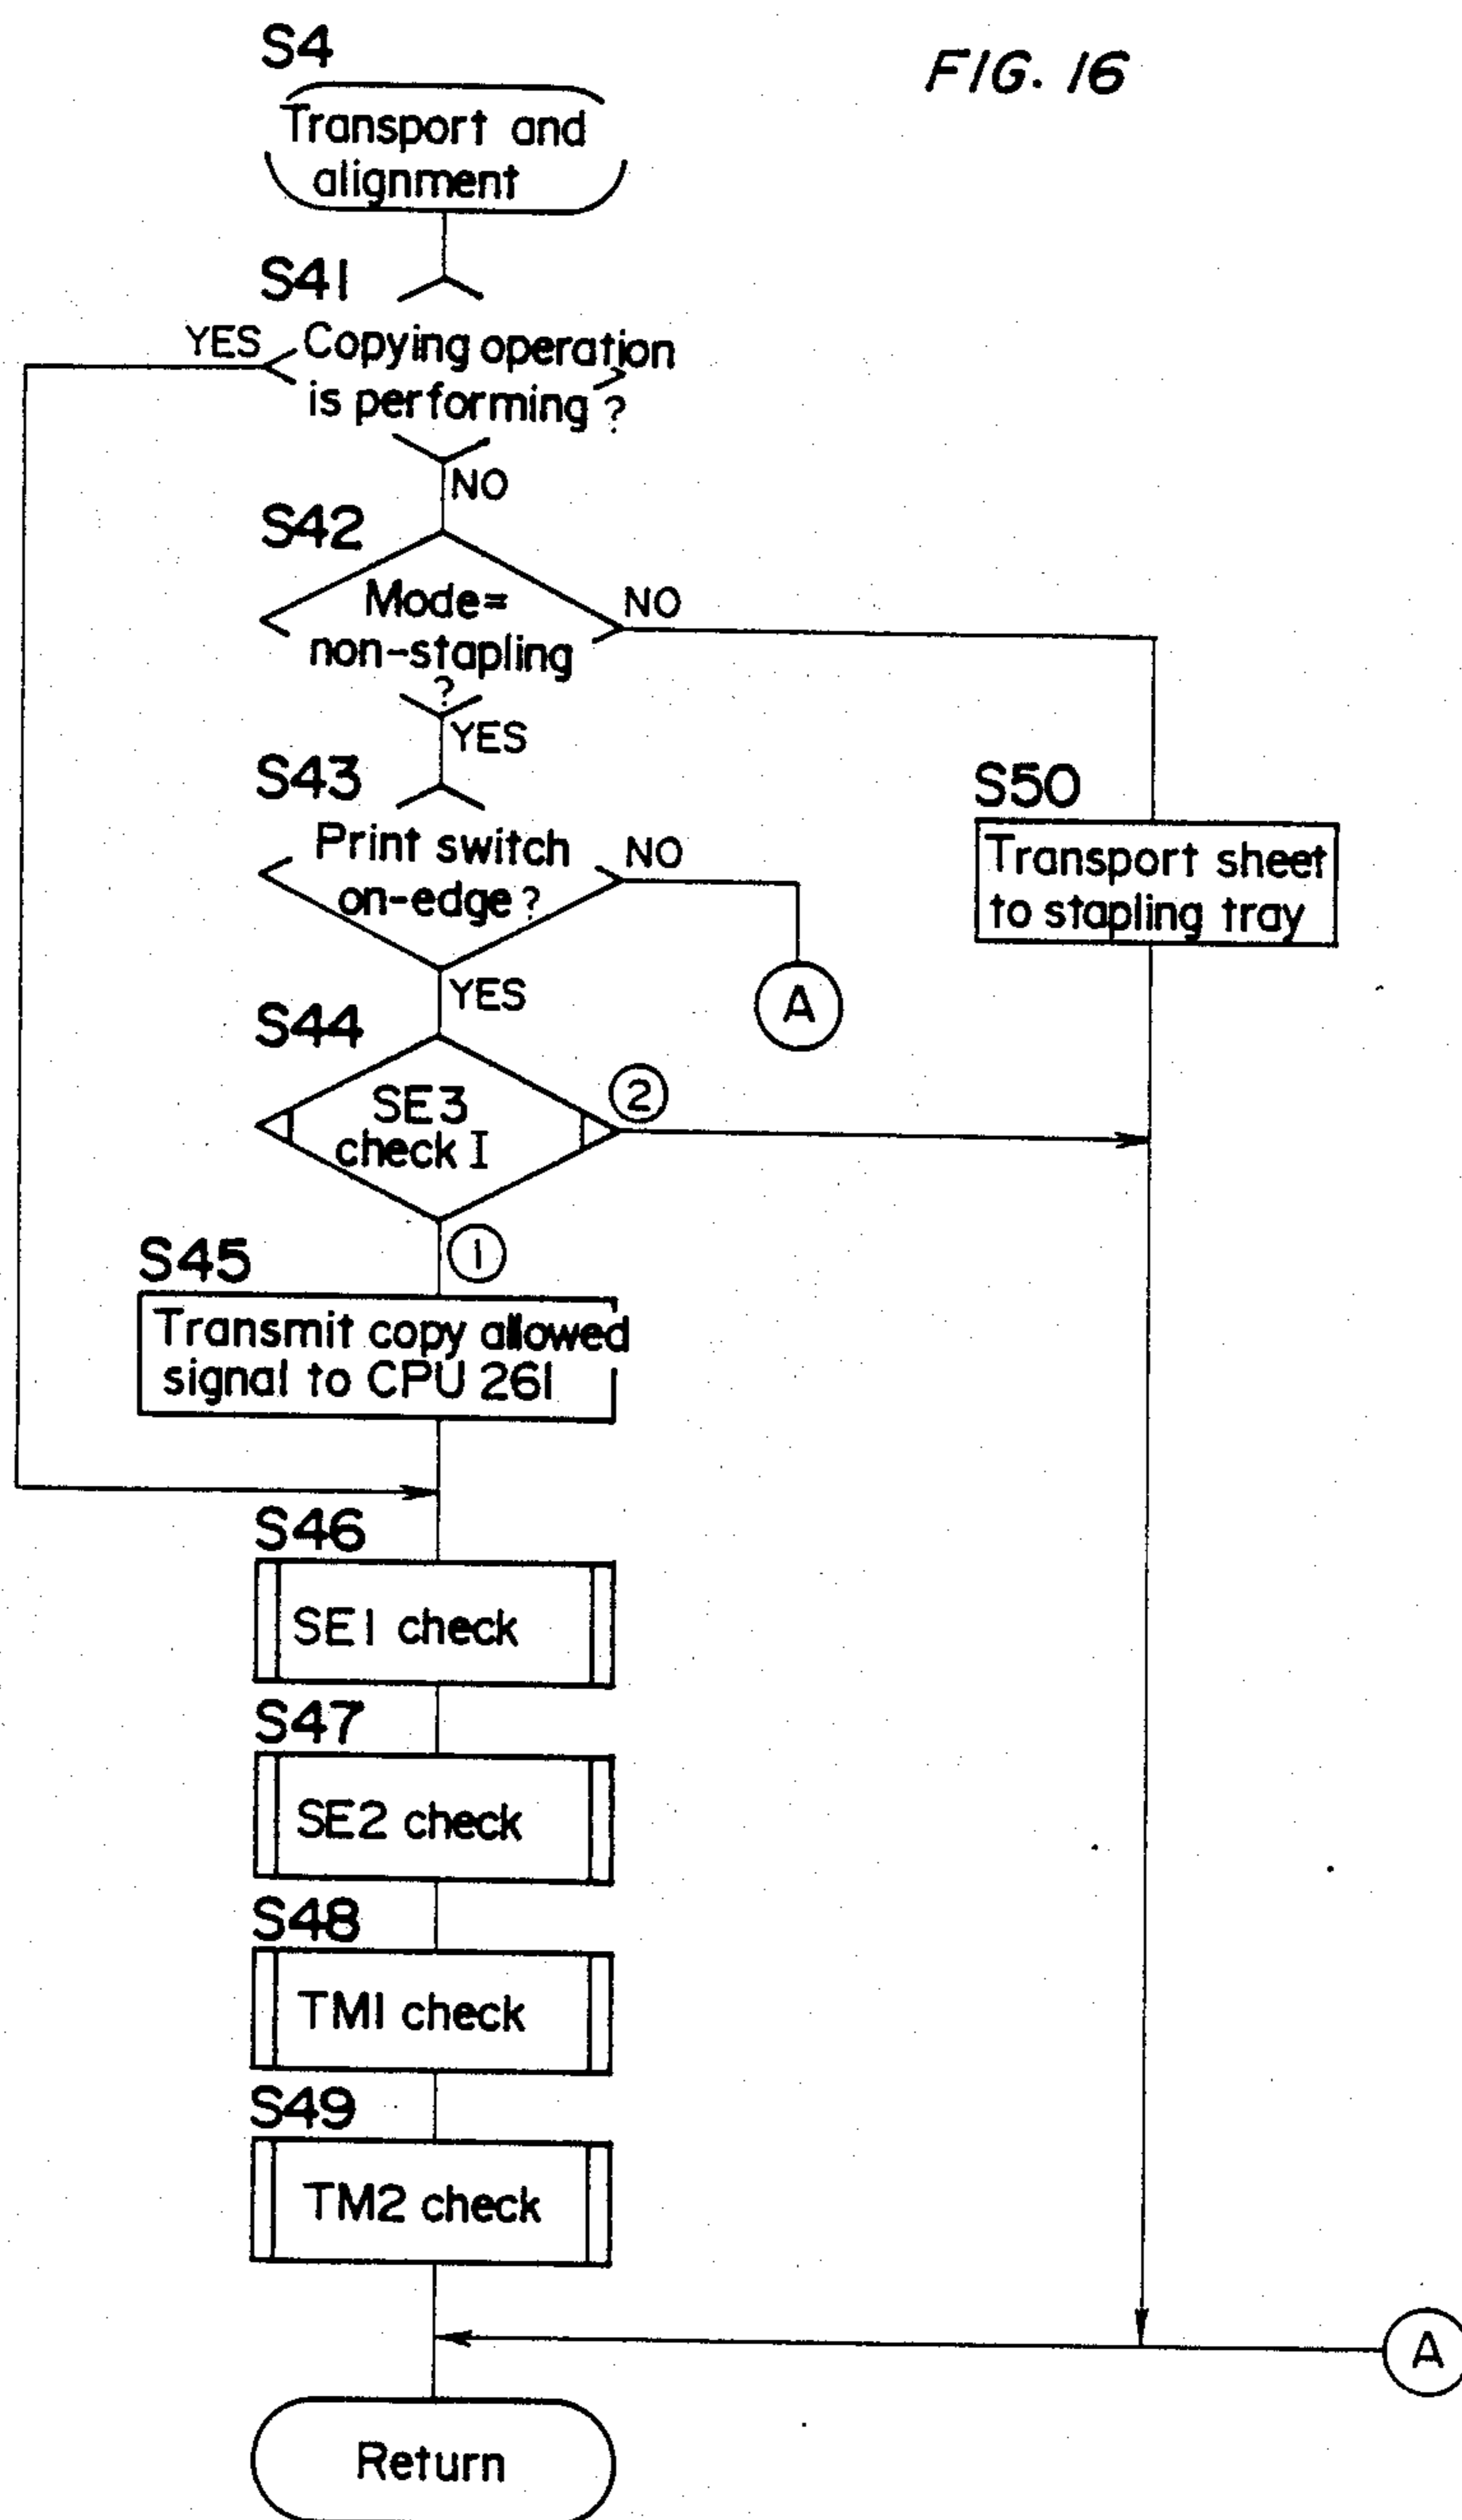 FIG. 16
S4
Transport and
alignment
S41
YES
Copying operation
is performing ?
NO
S42
Mode=
non-stapling
?
NO
YES
S43
Print switch
on-edge ?
NO
A
YES
S50
Transport sheet
to stapling tray
S44
SE3
check I
2
1
S45
Transmit copy allowed
signal to CPU 261
S46
SE1 check
S47
SE2 check
S48
TM1 check
S49
TM2 check
A
Return